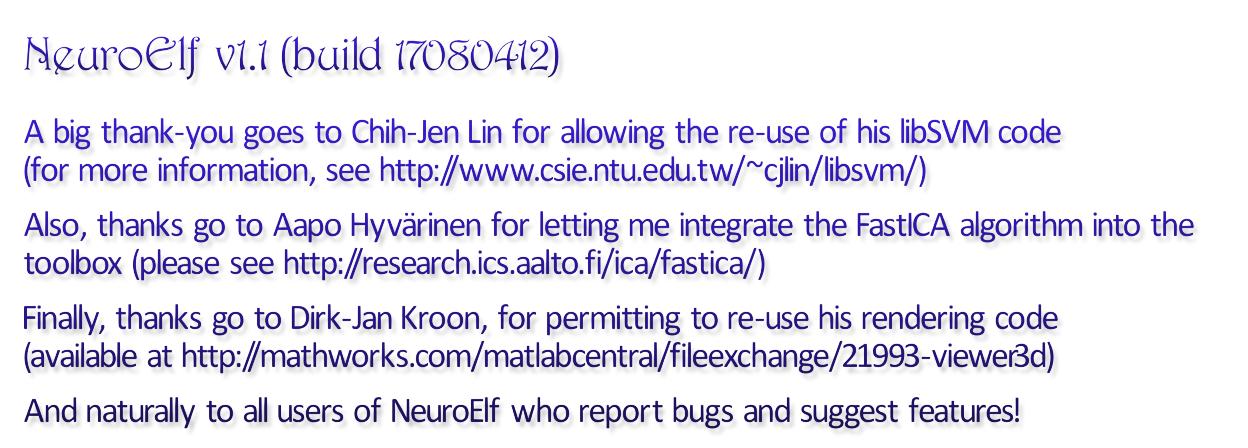 NeuroElf v1.1 (build 17080412)
A big thank-you goes to Chih-Jen Lin for allowing the re-use of his libSVM code
(for more information, see http://www.csie.ntu.edu.tw/~cjlin/libsvm/)
Also, thanks go to Aapo Hyvärinen for letting me integrate the FastICA algorithm into the
toolbox (please see http://research.ics.aalto.fi/ica/fastica/)
Finally, thanks go to Dirk-Jan Kroon, for permitting to re-use his rendering code
(available at http://mathworks.com/matlabcentral/fileexchange/21993-viewer3d)
And naturally to all users of NeuroElf who report bugs and suggest features!